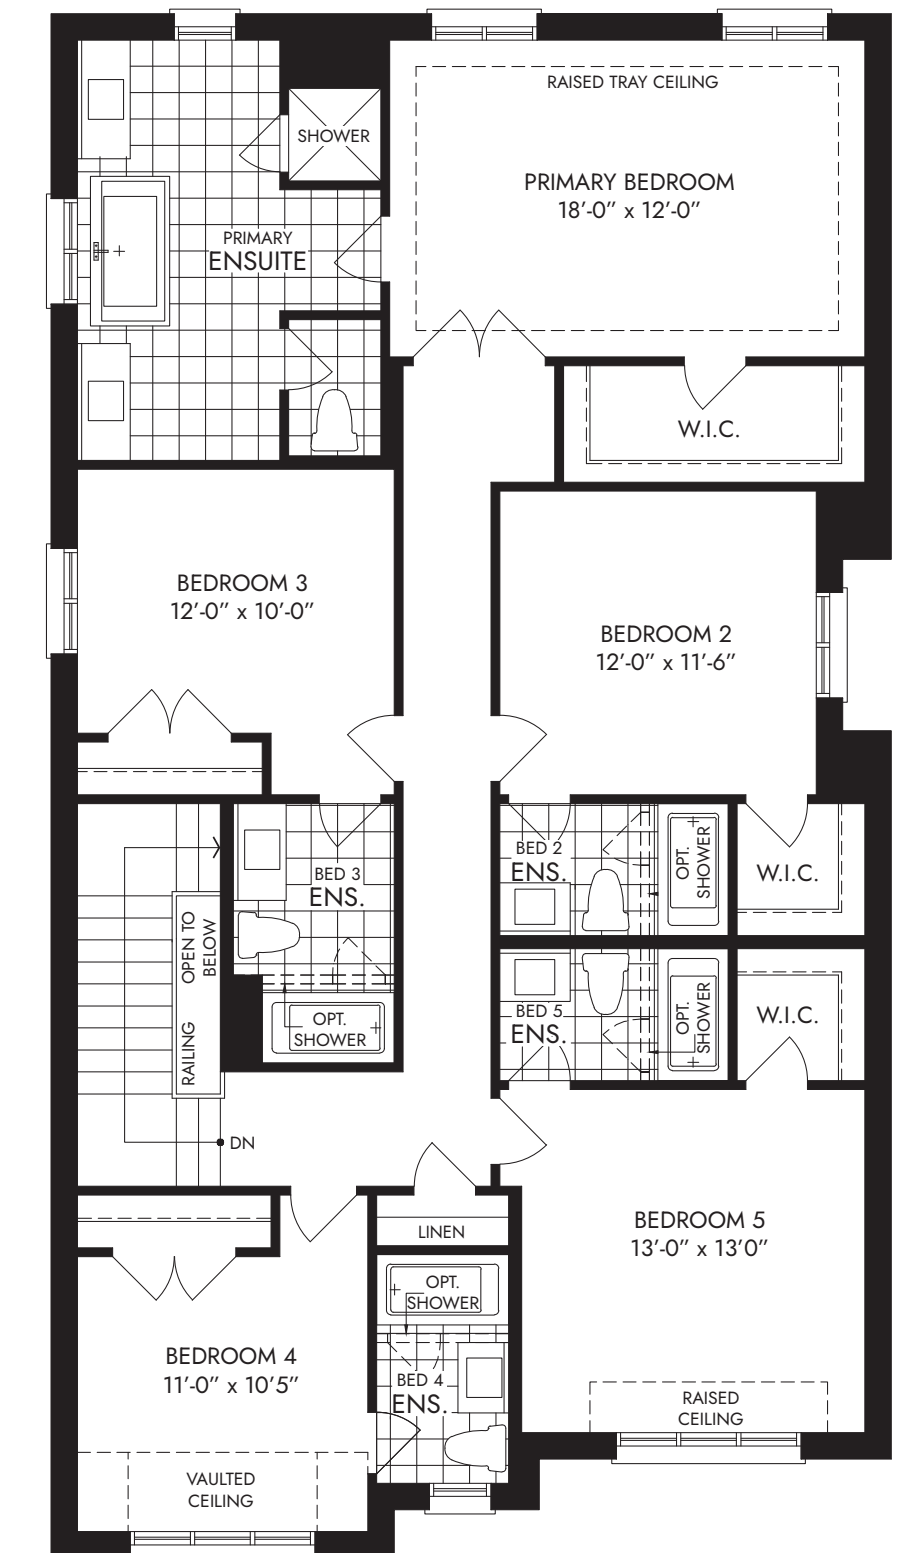 RAISED TRAY CEILING
SHOWER
PRIMARY BEDROOM
18’-0” x 12’-0”
PRIMARY
ENSUITE
W.I.C.
BEDROOM 3
12’-0” x 10’-0”
BEDROOM 2
12’-0” x 11’-6”
BED 3
ENS.
BED 2
ENS.
OPT.
SHOWER
W.I.C.
OPEN TO
BELOW
RAILING
OPT.
SHOWER
BED 5
ENS.
OPT.
SHOWER
W.I.C.
DN
LINEN
BEDROOM 5
13’-0” x 13’0”
OPT.
SHOWER
BEDROOM 4
11’-0” x 10’5”
BED 4
ENS.
RAISED
CEILING
VAULTED
CEILING